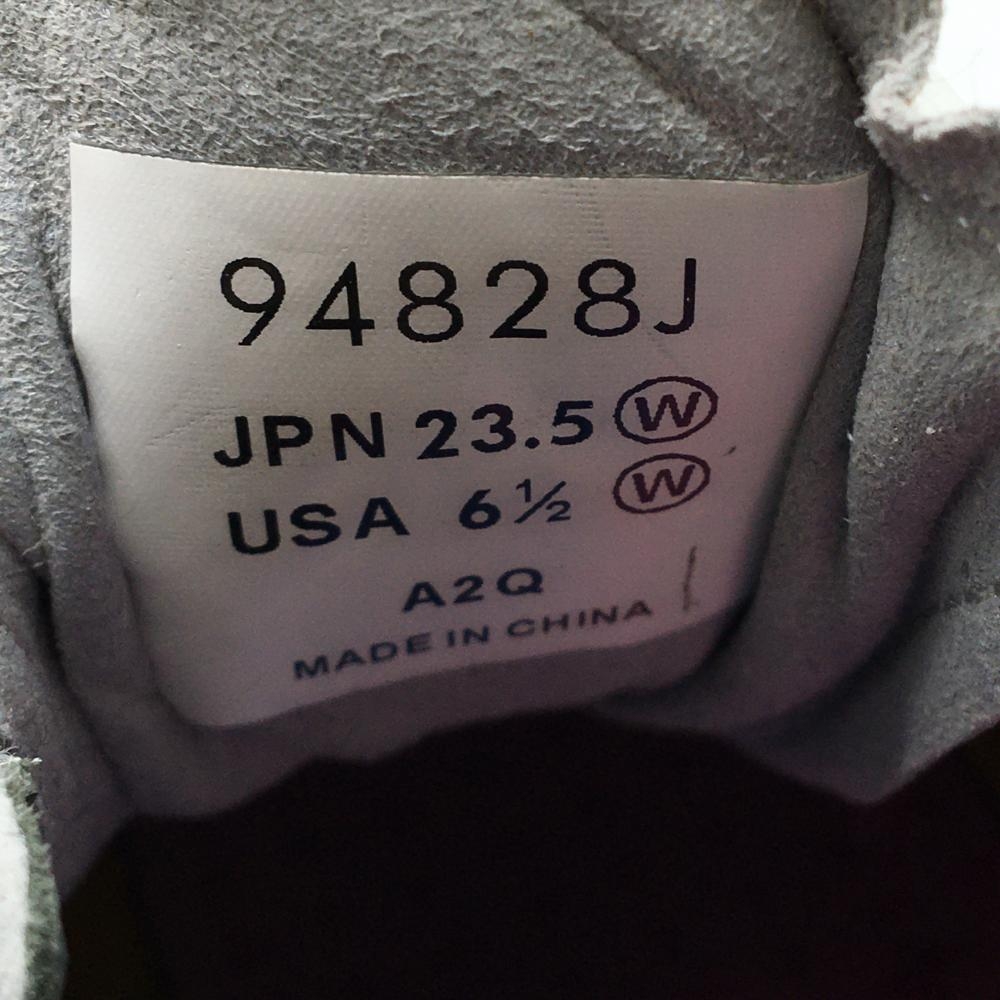 94828J
JPN 23.5 Ⓦ
USA 6½ Ⓦ
A2Q
MADE IN CHINA